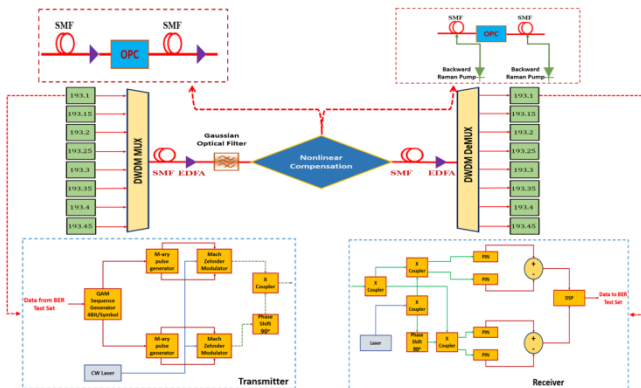 SMF
SMF
OPC
SMF
SMF
OPC
Backward
Raman Pump
Backward
Raman Pump
193.1
193.15
193.2
193.25
193.3
193.35
193.4
193.45
DWDM MUX
SMF
EDFA
Gaussian
Optical Filter
Nonlinear
Compensation
SMF
EDFA
DWDM DeMUX
193.1
193.15
193.2
193.25
193.3
193.35
193.4
193.45
Data from BER
Test Set
QAM
Sequence
Generator
4Bit/Symbol
M-ary
pulse
generator
Mach
Zehnder
Modulator
M-ary
pulse
generator
Mach
Zehnder
Modulator
X
Coupler
Phase
Shift
90°
CW Laser
Transmitter
X
Coupler
X
Coupler
X
Coupler
Laser
Phase
Shift
90°
X
Coupler
PIN
PIN
PIN
PIN
+
-
+
-
DSP
Data to BER
Test Set
Receiver